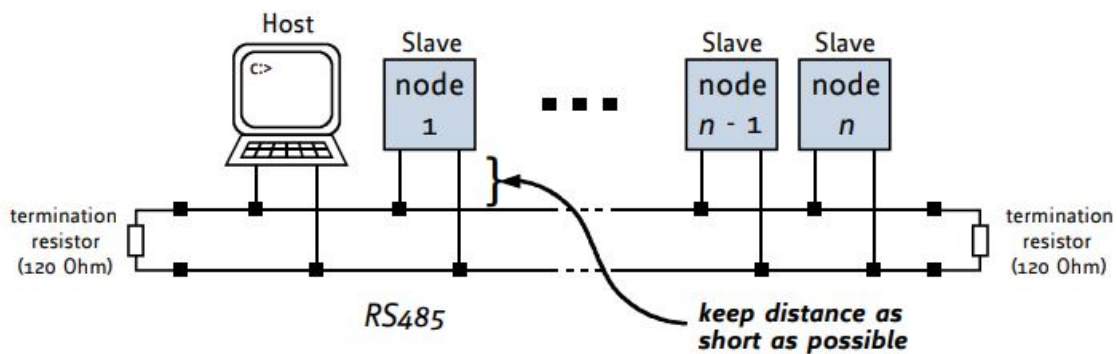 Host
C:>
Slave
node
1
Slave
node
n - 1
Slave
node
n
termination
resistor
(120 Ohm)
termination
resistor
(120 Ohm)
RS485
keep distance as
short as possible